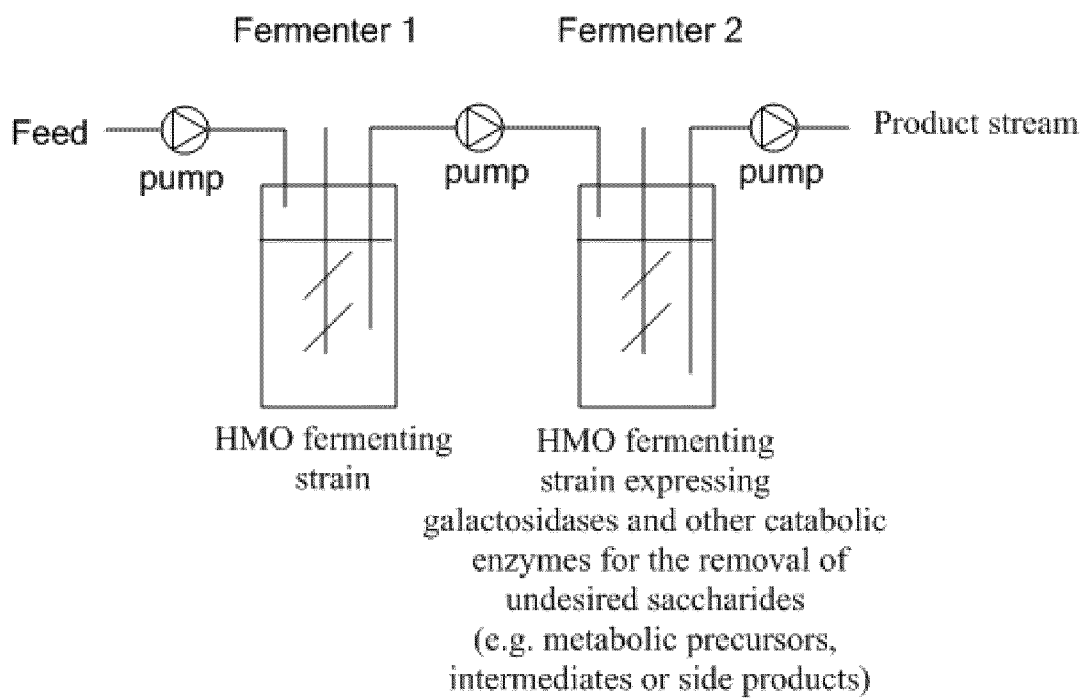 Fermenter 1
Fermenter 2
Feed
pump
pump
pump
Product stream
HMO fermenting
strain
HMO fermenting
strain expressing
galactosidases and other catabolic
enzymes for the removal of
undesired saccharides
(e.g. metabolic precursors,
intermediates or side products)